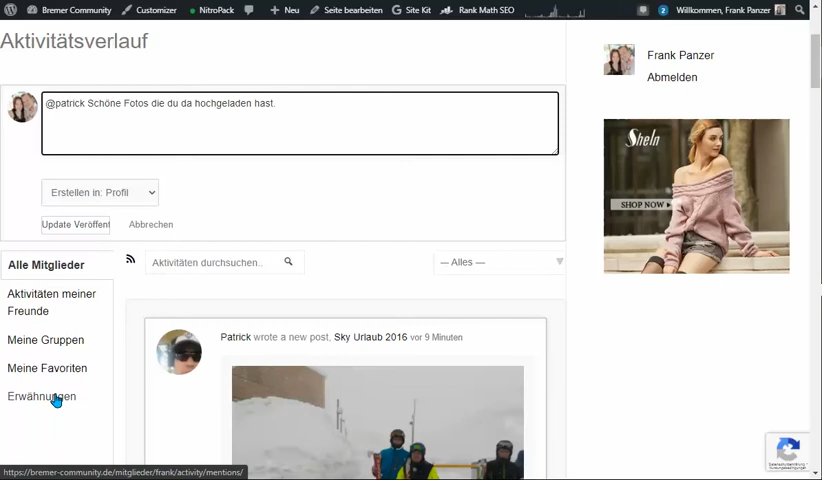 Bremer Community Customizer NitroPack Neu Seite bearbeiten Site Kit Rank Math SEO 2 Willkommen, Frank Panzer
Aktivitätsverlauf
@patrick Schöne Fotos die du da hochgeladen hast.
Erstellen in: Profil
Update Veröffent
Abbrechen
Alle Mitglieder
Aktivitäten meiner
Freunde
Meine Gruppen
Meine Favoriten
Erwähnungen
Aktivitäten durchsuchen..
— Alles —
Patrick wrote a new post, Sky Urlaub 2016 vor 9 Minuten
Frank Panzer
Abmelden
SheIn
SHOP NOW
https://bremer-community.de/mitglieder/frank/activity/mentions/